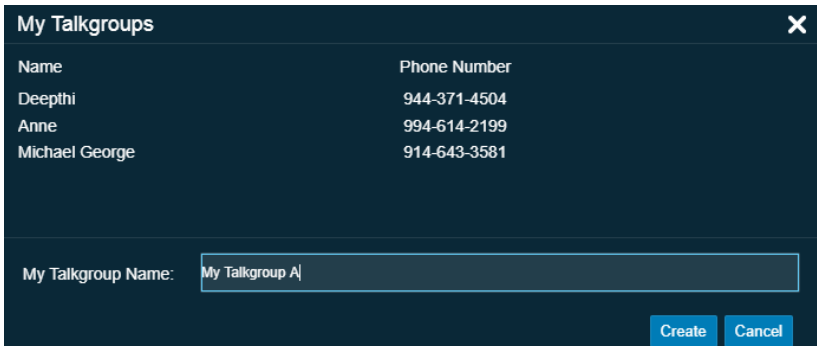 My Talkgroups
Name Phone Number
Deepthi 944-371-4504
Anne 994-614-2199
Michael George 914-643-3581
My Talkgroup Name: My Talkgroup A
Create Cancel